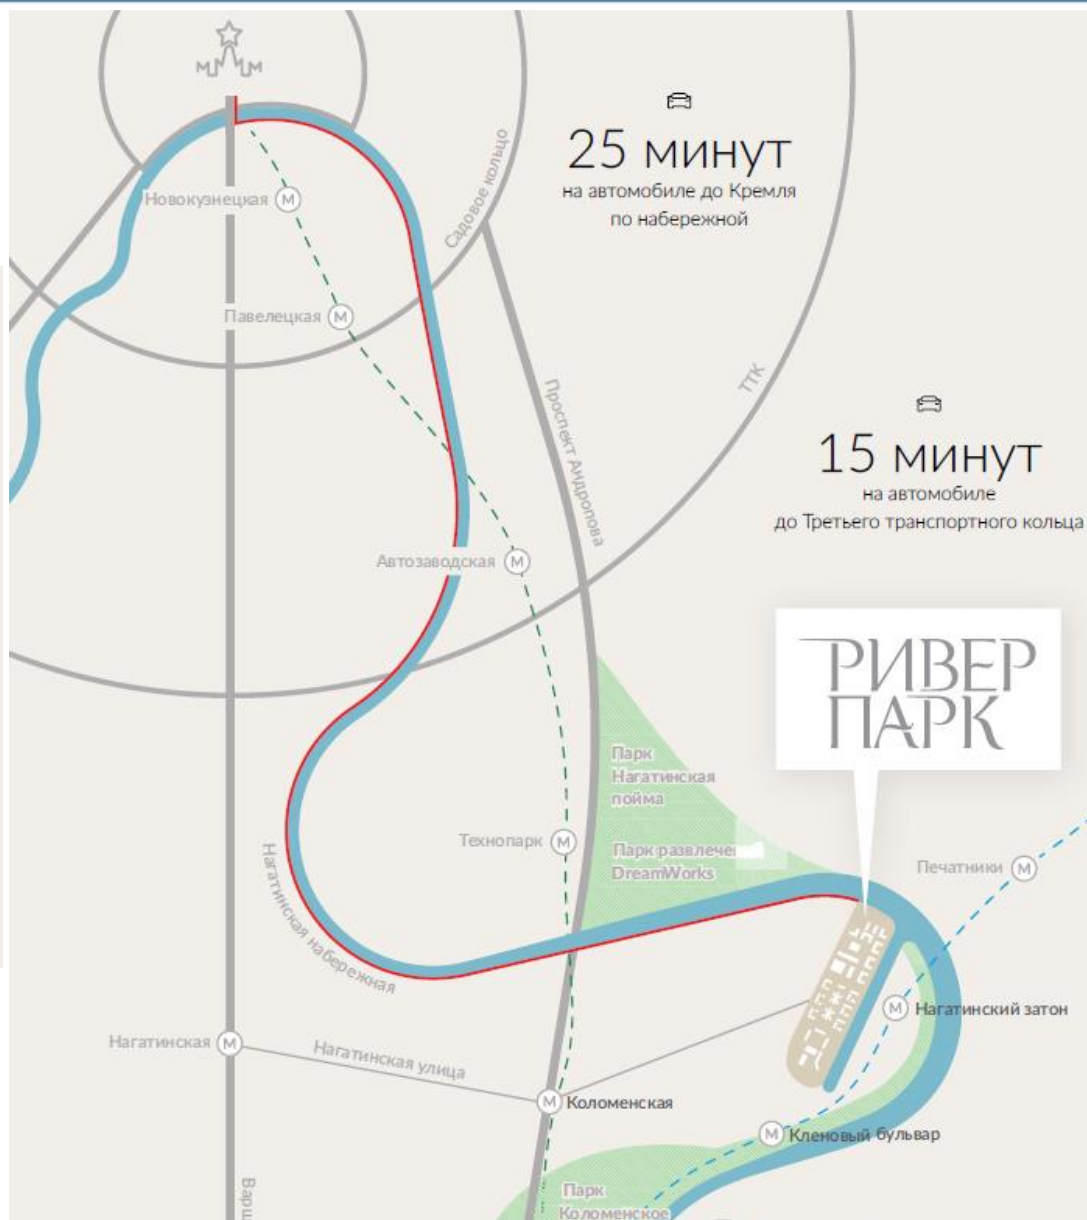 25 минут
на автомобиле до Кремля
по набережной
Новокузнецкая
М
Садовое кольцо
Павелецкая
М
Проспект Андропова
ТТК
15 минут
на автомобиле
до Третьего транспортного кольца
Автозаводская
М
РИВЕР
ПАРК
Парк
Нагатинская
пойма
Технопарк
М
Парк развлече
DreamWorks
Печатники
М
Нагатинская набережная
М
Нагатинский затон
Нагатинская
М
Нагатинская улица
М
Коломенская
М
Кленовый бульвар
Варш
Парк
Коломенское